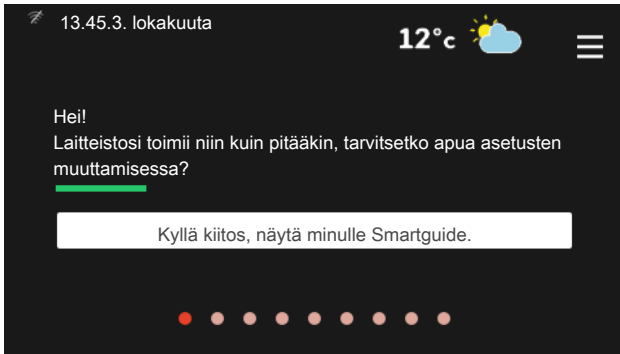 13.45.3. lokakuuta
12°c
Hei!
Laitteistosi toimii niin kuin pitääkin, tarvitsetko apua asetusten
muuttamisessa?
Kyllä kiitos, näytä minulle Smartguide.